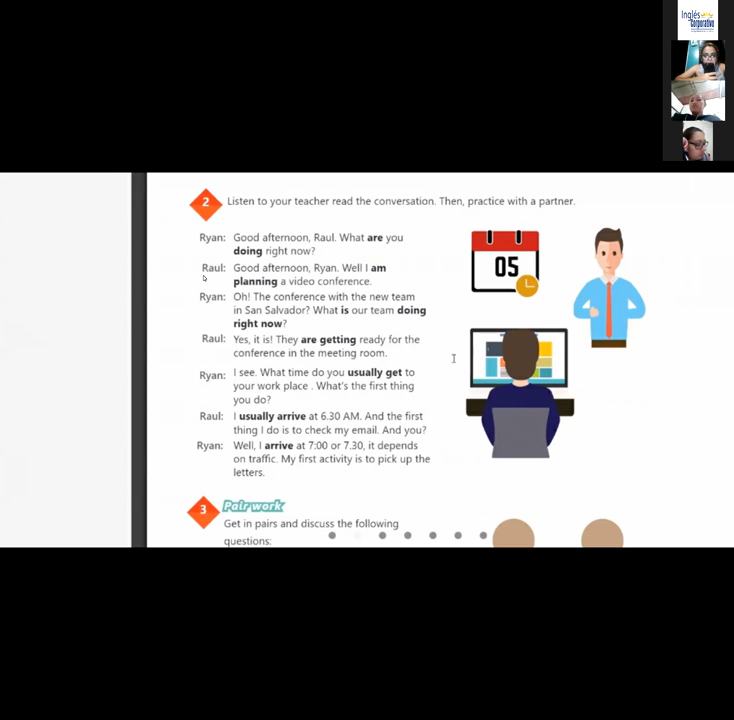 Inglés
corporativo
2
Listen to your teacher read the conversation. Then, practice with a partner.
Ryan: Good afternoon, Raul. What are you
doing right now?
Raul: Good afternoon, Ryan. Well I am
planning a video conference.
Ryan: Oh! The conference with the new team
in San Salvador? What is our team doing
right now?
Raul: Yes, it is! They are getting ready for the
conference in the meeting room.
Ryan: I see. What time do you usually get to
your work place . What's the first thing
you do?
Raul: I usually arrive at 6.30 AM. And the first
thing I do is to check my email. And you?
Ryan: Well, I arrive at 7:00 or 7.30, it depends
on traffic. My first activity is to pick up the
letters.
05
3
Pair work
Get in pairs and discuss the following
questions: